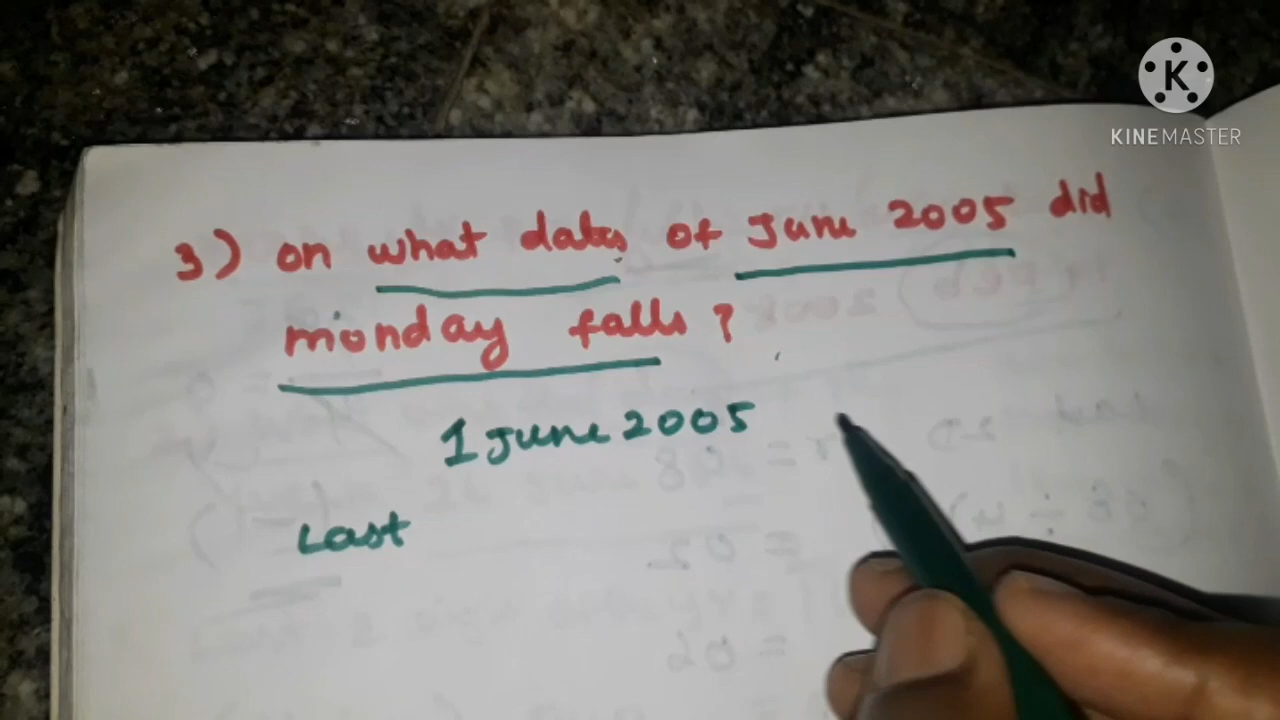 K
KINEMASTER
3) on what dates of June 2005 did
monday falls?
1 June 2005
Last